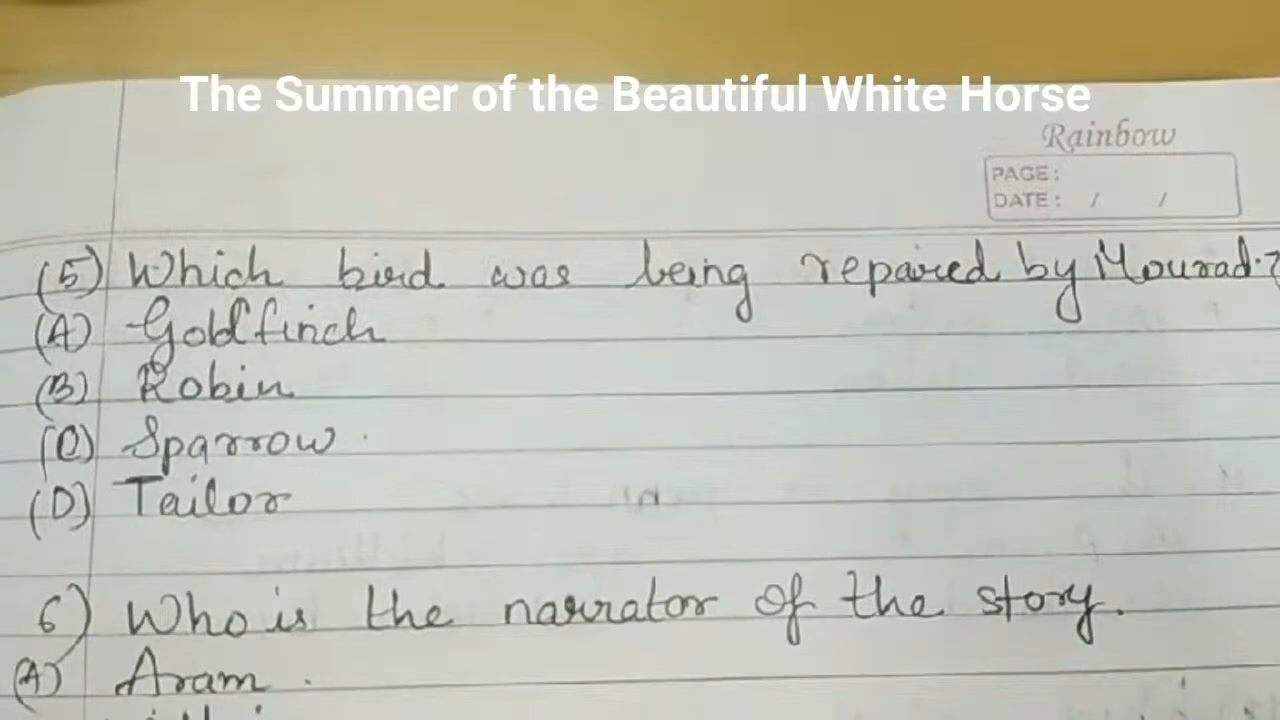 The Summer of the Beautiful White Horse
Rainbow
PAGE:
DATE: / /
(5) Which bird was being repaired by Mourad.?
(A) Goldfinch
(B) Robin
(C) Sparrow.
(D) Tailor
6) Who is the narrator of the story.
(A) Aram.